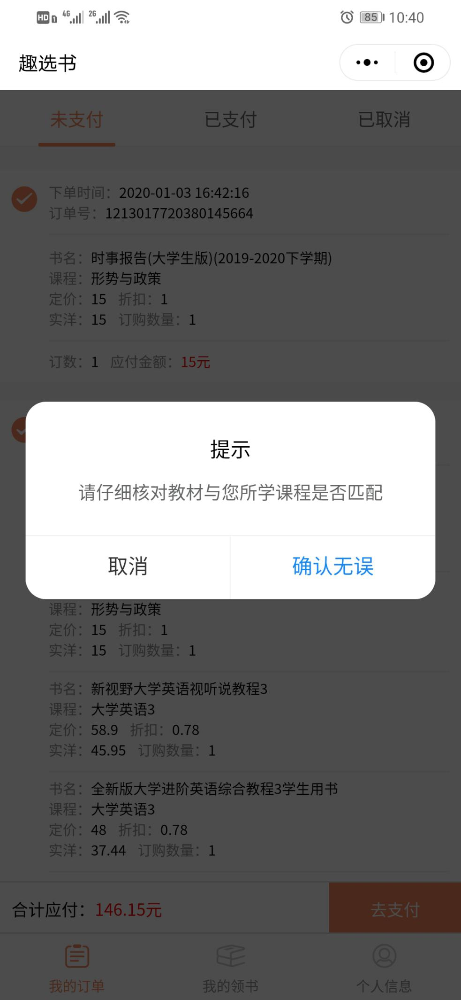 HD 1 4G 2G 85 10:40
趣选书
未支付 已支付 已取消
下单时间：2020-01-03 16:42:16
订单号：1213017720380145664
书名：时事报告(大学生版)(2019-2020下学期)
课程：形势与政策
定价：15 折扣：1
实洋：15 订购数量：1
订数：1 应付金额：15元
提示
请仔细核对教材与您所学课程是否匹配
取消 确认无误
课程：形势与政策
定价：15 折扣：1
实洋：15 订购数量：1
书名：新视野大学英语视听说教程3
课程：大学英语3
定价：58.9 折扣：0.78
实洋：45.95 订购数量：1
书名：全新版大学进阶英语综合教程3学生用书
课程：大学英语3
定价：48 折扣：0.78
实洋：37.44 订购数量：1
合计应付：146.15元 去支付
我的订单 我的领书 个人信息